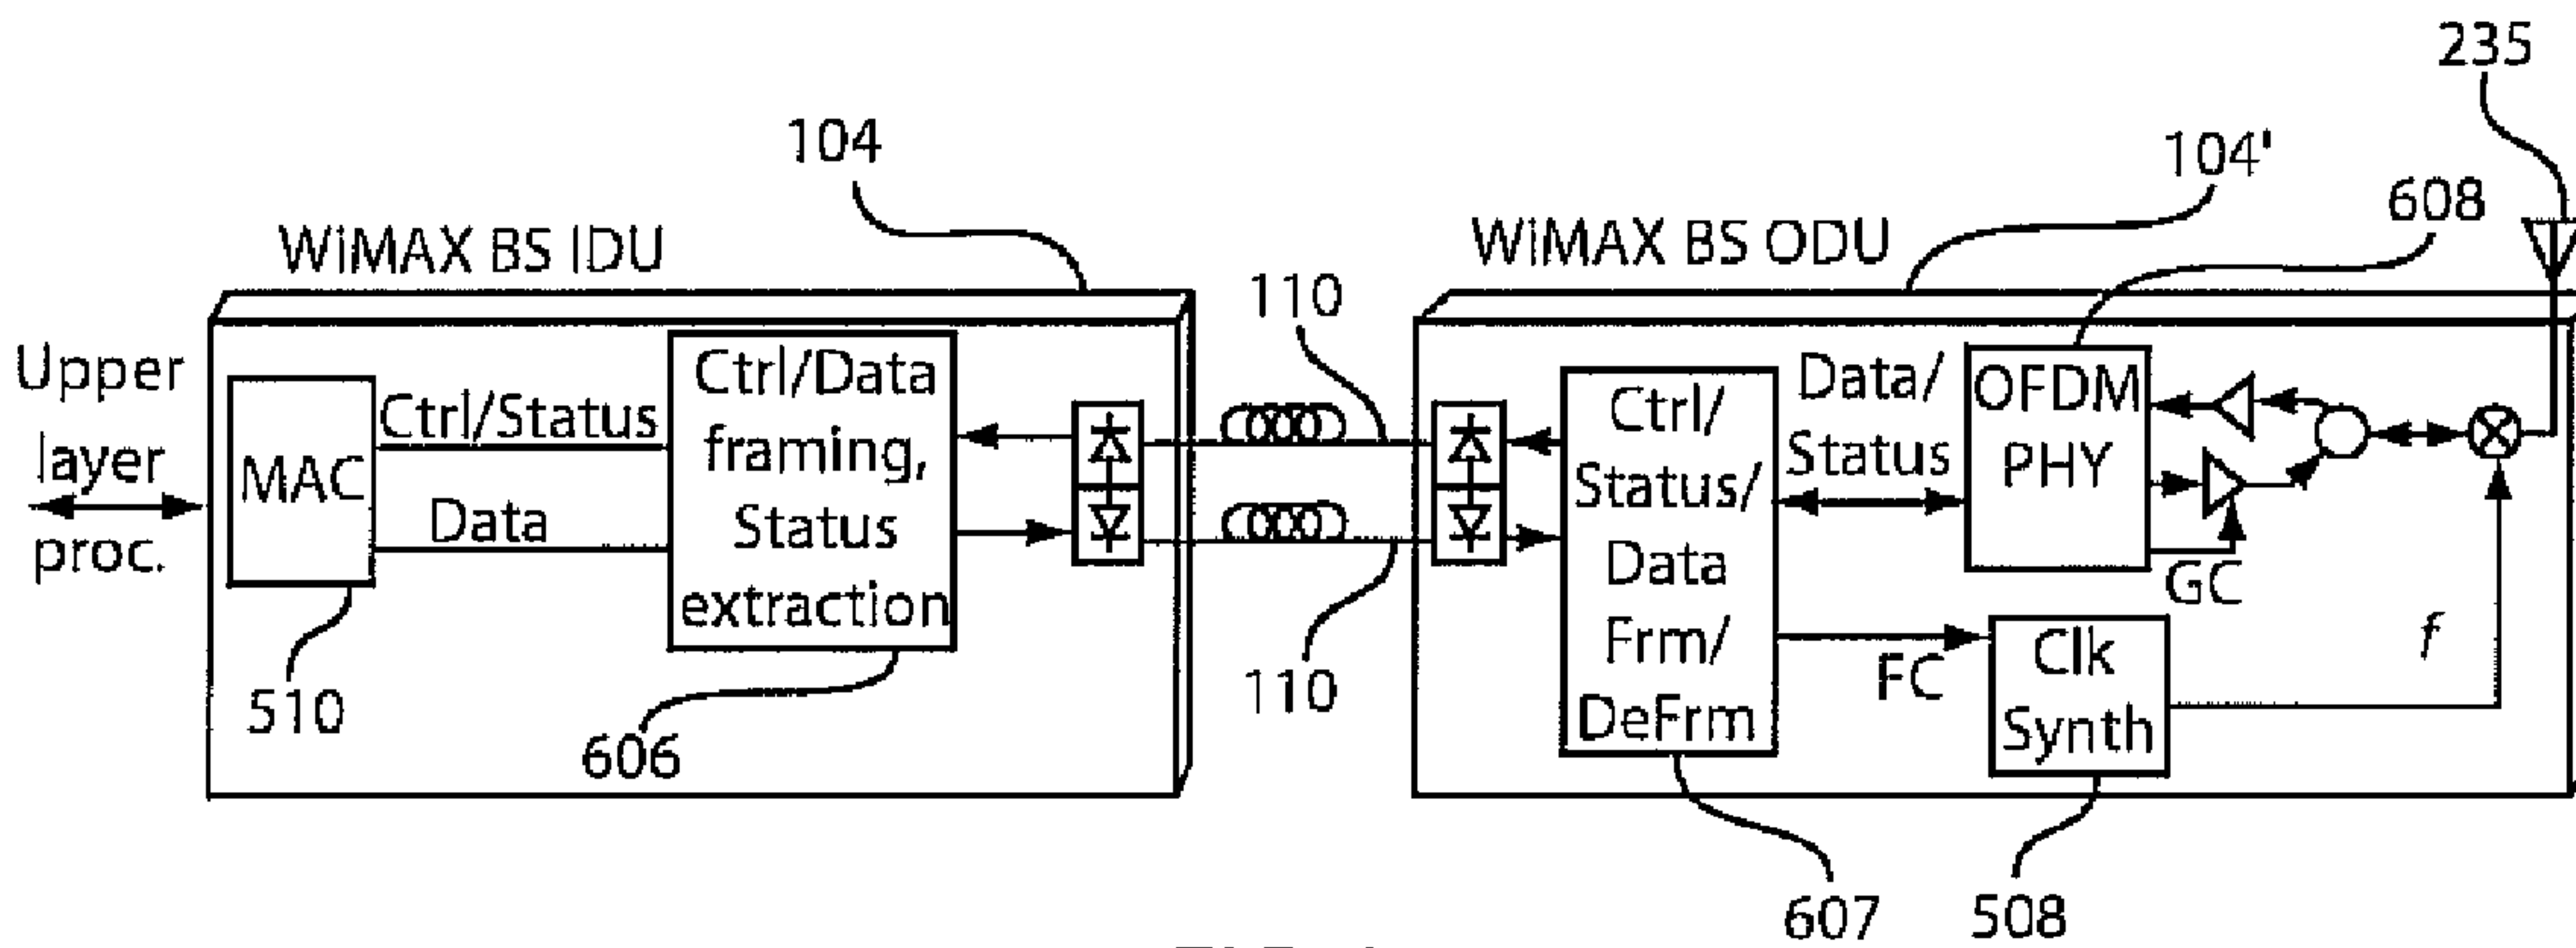 235
104
104'
608
WiMAX BS IDU
WiMAX BS ODU
110
Upper
layer
proc.
MAC
Ctrl/Status
Data
Ctrl/Data
framing,
Status
extraction
Ctrl/
Status/
Data
Frm/
DeFrm
Data/
Status
OFDM
PHY
GC
FC
Clk
Synth
f
510
606
110
607
508